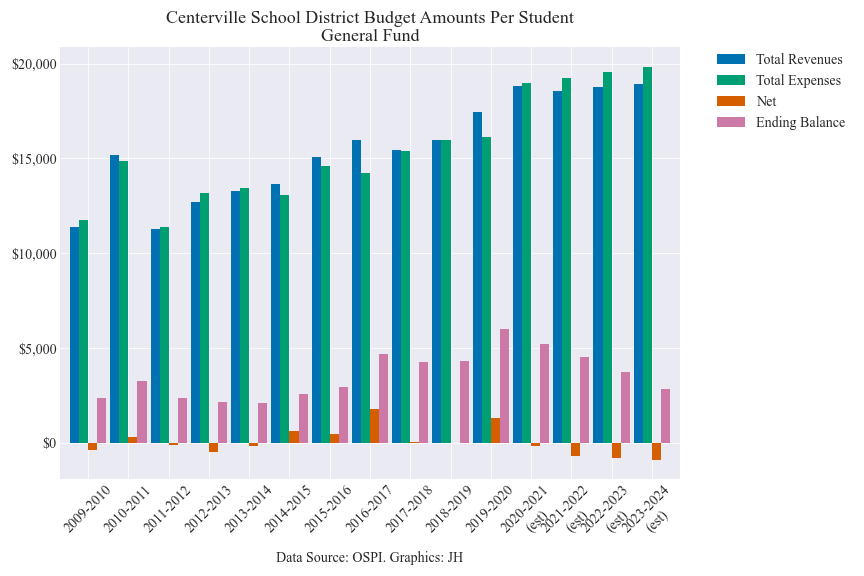 Centerville School District Budget Amounts Per Student
General Fund
$20,000
$15,000
$10,000
$5,000
$0
Total Revenues
Total Expenses
Net
Ending Balance
2009-2010
2010-2011
2011-2012
2012-2013
2013-2014
2014-2015
2015-2016
2016-2017
2017-2018
2018-2019
2019-2020
2020-2021
(est)
2021-2022
(est)
2022-2023
(est)
2023-2024
(est)
Data Source: OSPI. Graphics: JH